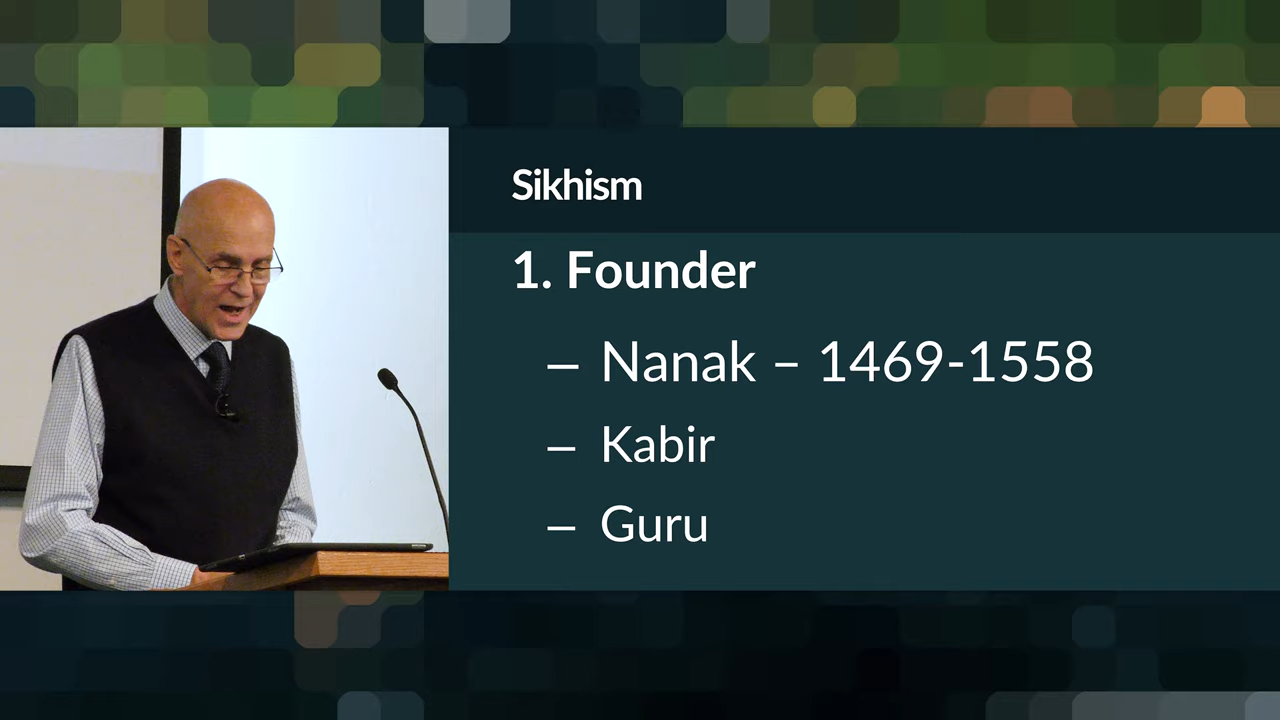 Sikhism
1. Founder
– Nanak – 1469-1558
– Kabir
– Guru